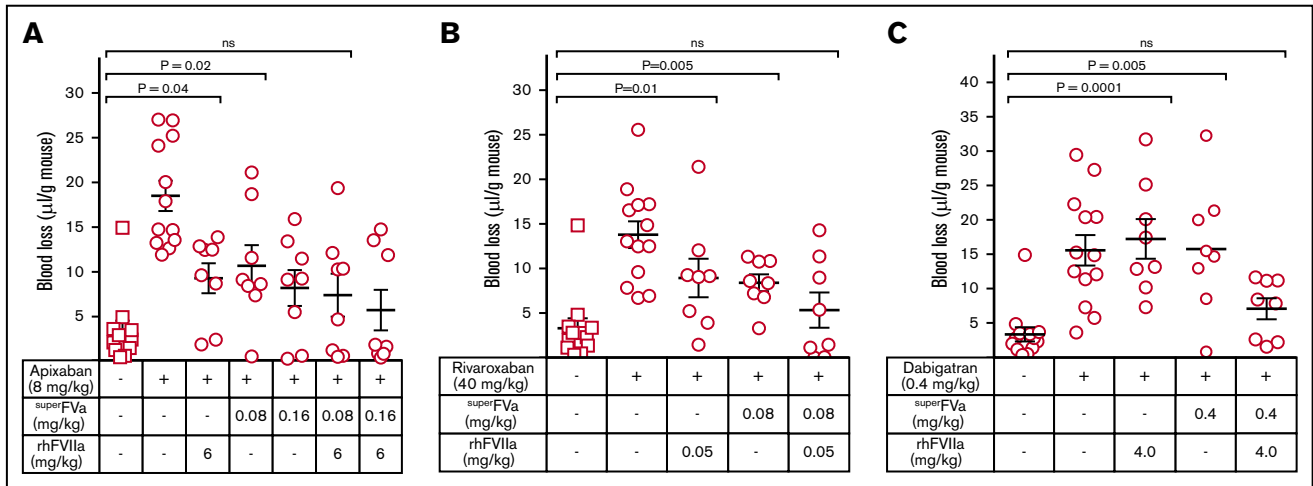 A
ns
P = 0.02
P = 0.04
30
25
20
15
10
5
Blood loss (µl/g mouse)
Apixaban (8 mg/kg) - + + + + + +
superFVa (mg/kg) - - - 0.08 0.16 0.08 0.16
rhFVIIa (mg/kg) - - 6 - - 6 6
B
ns
P=0.005
P=0.01
30
25
20
15
10
5
Blood loss (µl/g mouse)
Rivaroxaban (40 mg/kg) - + + + +
superFVa (mg/kg) - - - 0.08 0.08
rhFVIIa (mg/kg) - - 0.05 - 0.05
C
ns
P = 0.005
P = 0.0001
40
35
30
25
20
15
10
5
Blood loss (µl/g mouse)
Dabigatran (0.4 mg/kg) - + + + +
superFVa (mg/kg) - - - 0.4 0.4
rhFVIIa (mg/kg) - - 4.0 - 4.0